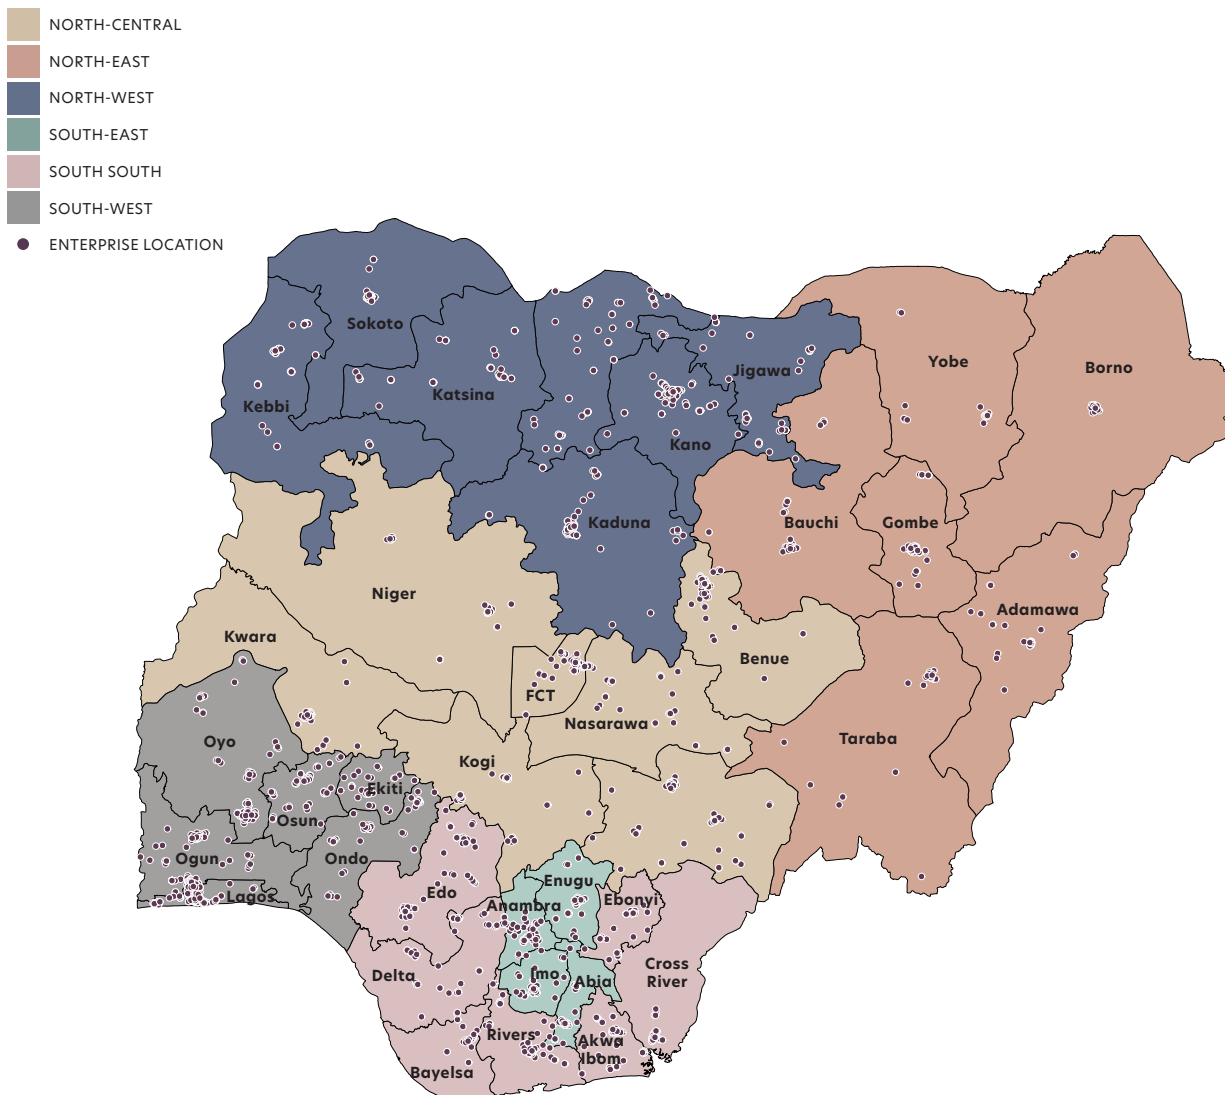 NORTH-CENTRAL
NORTH-EAST
NORTH-WEST
SOUTH-EAST
SOUTH SOUTH
SOUTH-WEST
ENTERPRISE LOCATION
Sokoto
Yobe
Borno
Jigawa
Katsina
Kebbi
Kano
Kaduna
Bauchi
Gombe
Niger
Adamawa
Kwara
Benue
FCT
Nasarawa
Oyo
Taraba
Kogi
Ekiti
Osun
Ogun
Ondo
Enugu
Edo
Lagos
Anambra
Ebonyi
Cross
River
Delta
Imo
Abia
Rivers
Akwa
Ibom
Bayelsa